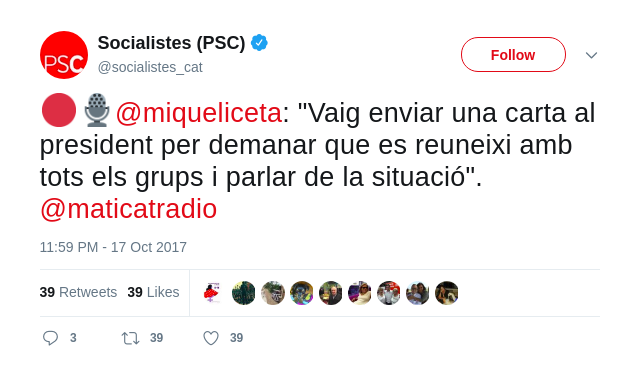 PSC
Socialistes (PSC)
@socialistes_cat
Follow
@miqueliceta: "Vaig enviar una carta al
president per demanar que es reuneixi amb
tots els grups i parlar de la situació".
@maticatradio
11:59 PM - 17 Oct 2017
39 Retweets 39 Likes
3 39 39